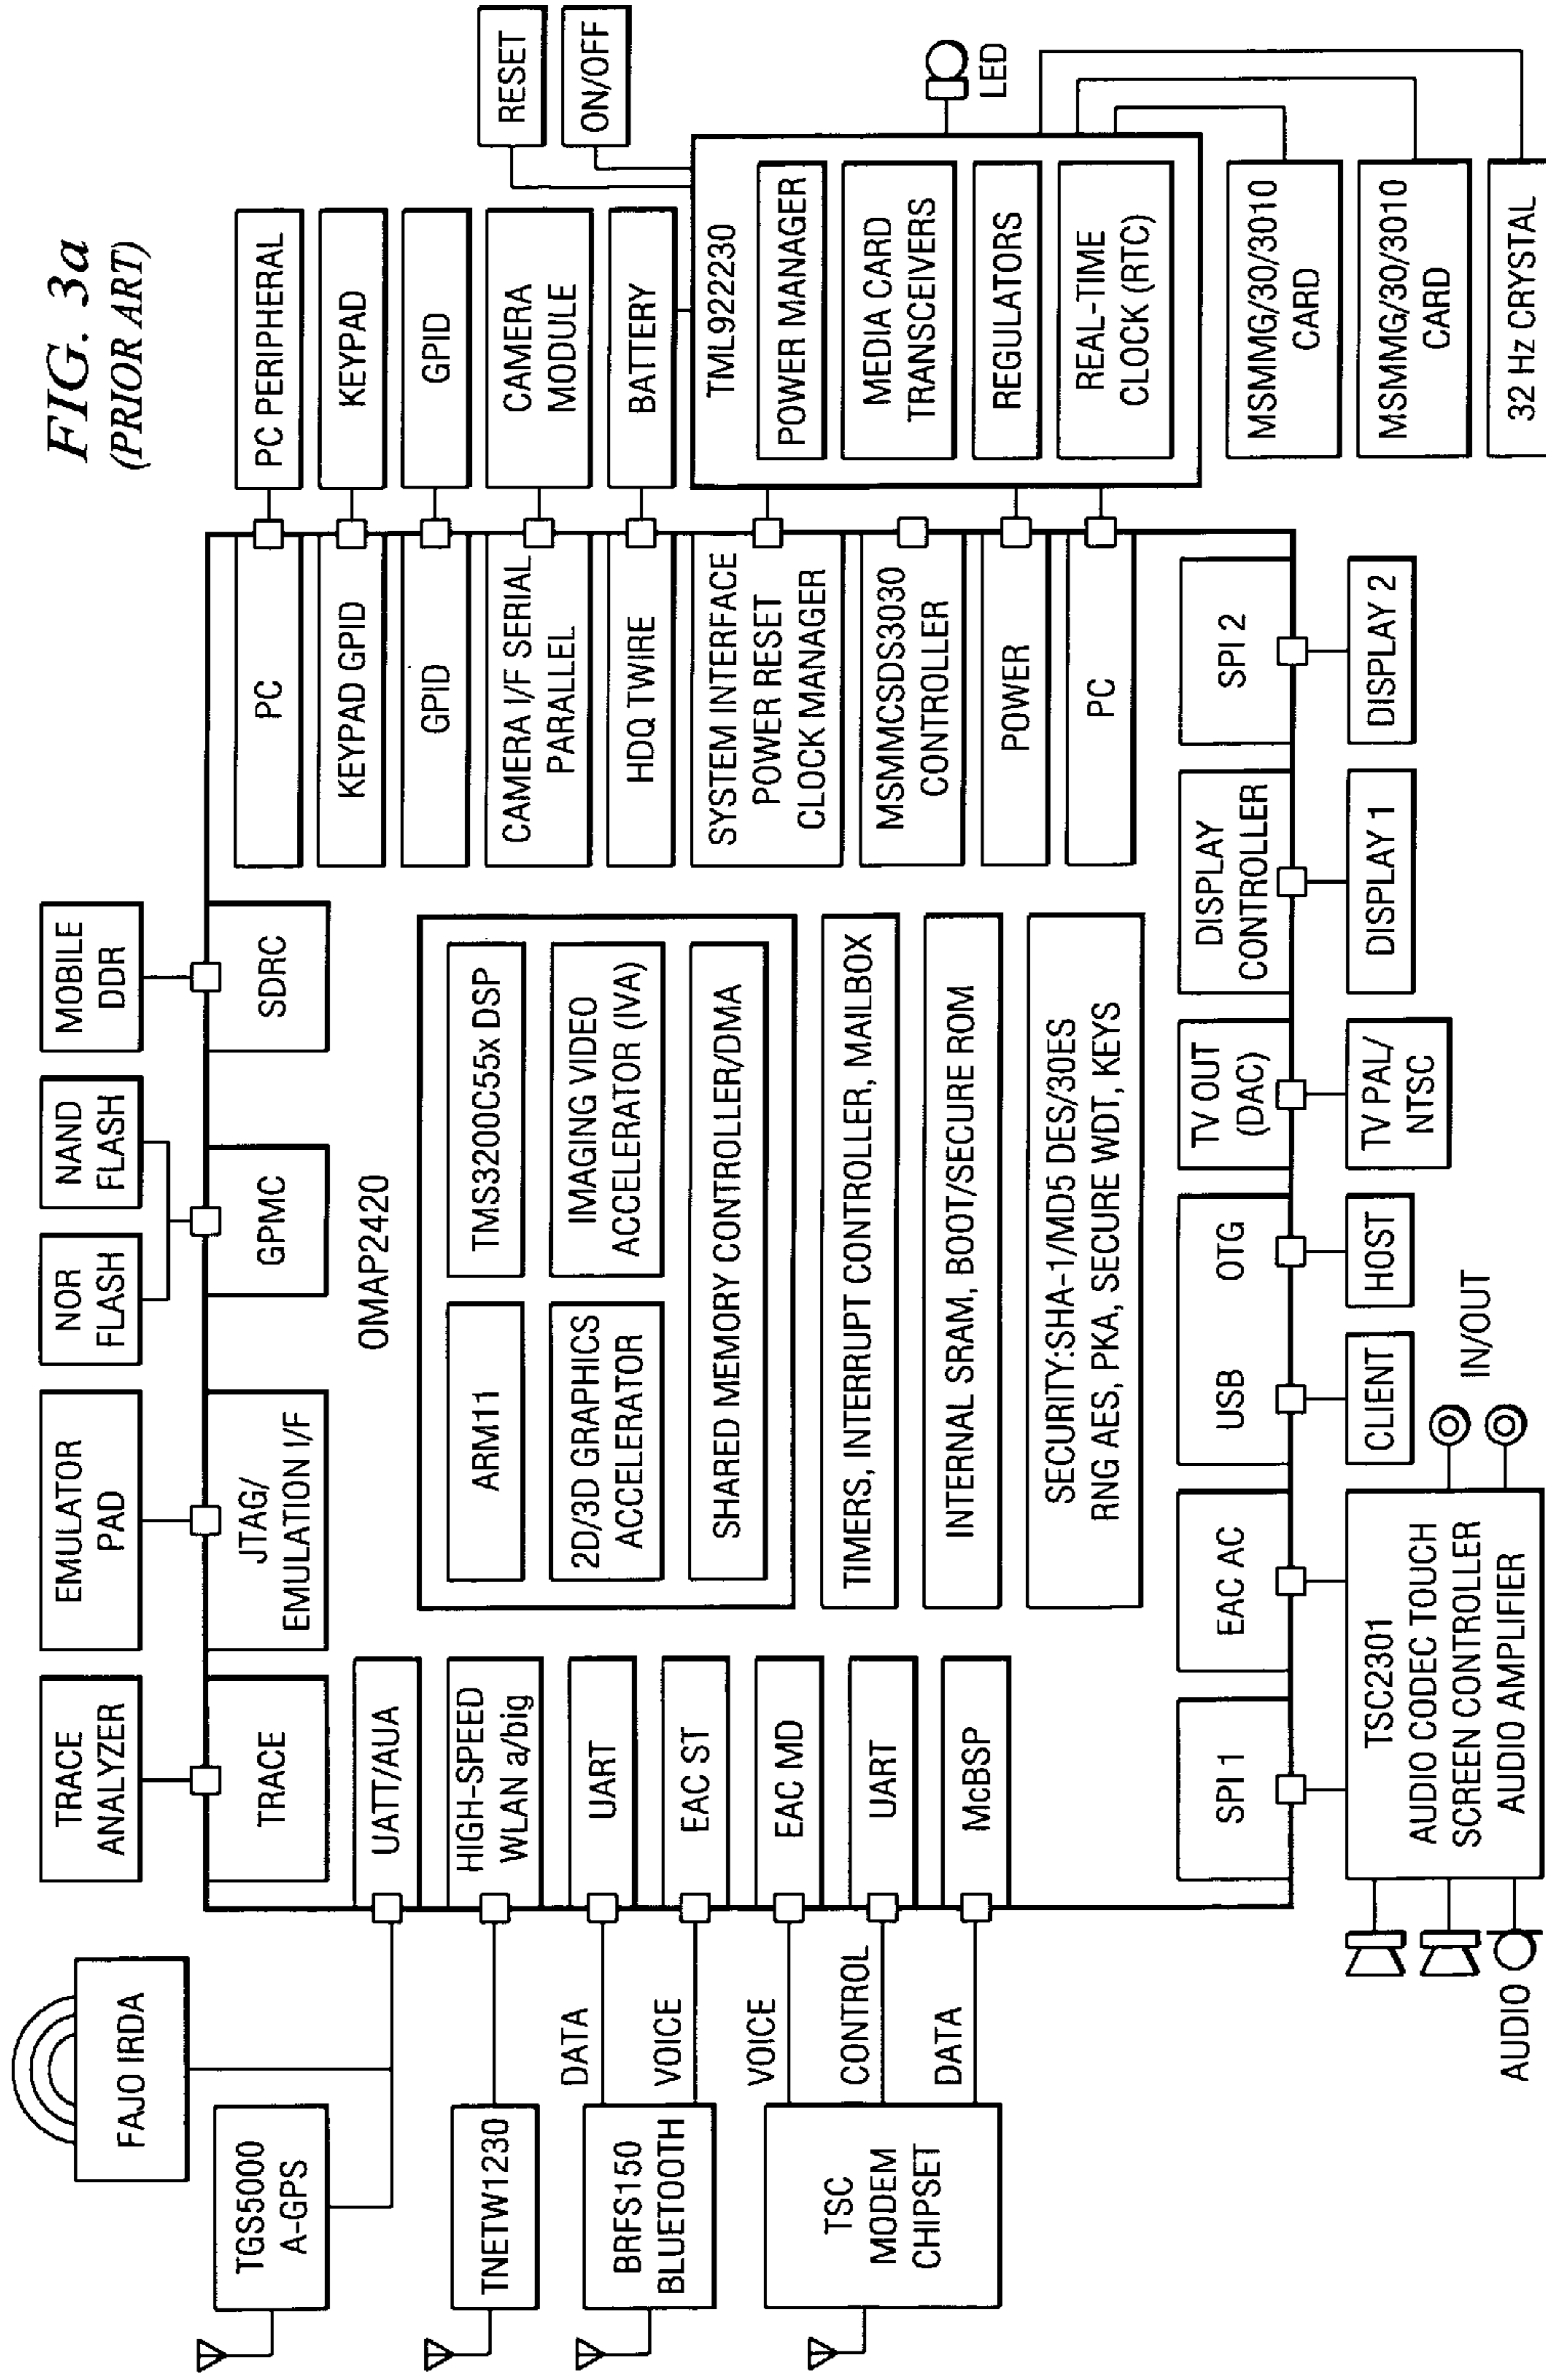 FIG. 3a
(PRIOR ART)
TRACE
ANALYZER
EMULATOR
PAD
NOR
FLASH
NAND
FLASH
MOBILE
DDR
TRACE
JTAG/
EMULATION I/F
GPMC
SDRC
FAJO IRDA
TGS5000
A-GPS
TNETW1230
BRFS150
BLUETOOTH
TSC
MODEM
CHIPSET
DATA
VOICE
VOICE
CONTROL
DATA
UATT/AUA
HIGH-SPEED
WLAN a/big
UART
EAC ST
EAC MD
UART
McBSP
OMAP2420
ARM11
TMS3200C55x DSP
2D/3D GRAPHICS
ACCELERATOR
IMAGING VIDEO
ACCELERATOR (IVA)
SHARED MEMORY CONTROLLER/DMA
TIMERS, INTERRUPT CONTROLLER, MAILBOX
INTERNAL SRAM, BOOT/SECURE ROM
SECURITY:SHA-1/MD5 DES/30ES
RNG AES, PKA, SECURE WDT, KEYS
PC
KEYPAD GPID
GPID
CAMERA I/F SERIAL
PARALLEL
HDQ TWIRE
SYSTEM INTERFACE
POWER RESET
CLOCK MANAGER
MSMMCSDS3030
CONTROLLER
POWER
PC
PC PERIPHERAL
KEYPAD
GPID
CAMERA
MODULE
BATTERY
RESET
ON/OFF
TML922230
POWER MANAGER
MEDIA CARD
TRANSCEIVERS
REGULATORS
REAL-TIME
CLOCK (RTC)
LED
MSMMG/30/3010
CARD
MSMMG/30/3010
CARD
32 Hz CRYSTAL
SPI 1
EAC AC
USB
OTG
TV OUT
(DAC)
DISPLAY
CONTROLLER
SPI 2
TSC2301
AUDIO CODEC TOUCH
SCREEN CONTROLLER
AUDIO AMPLIFIER
AUDIO
IN/OUT
CLIENT
HOST
TV PAL/
NTSC
DISPLAY 1
DISPLAY 2